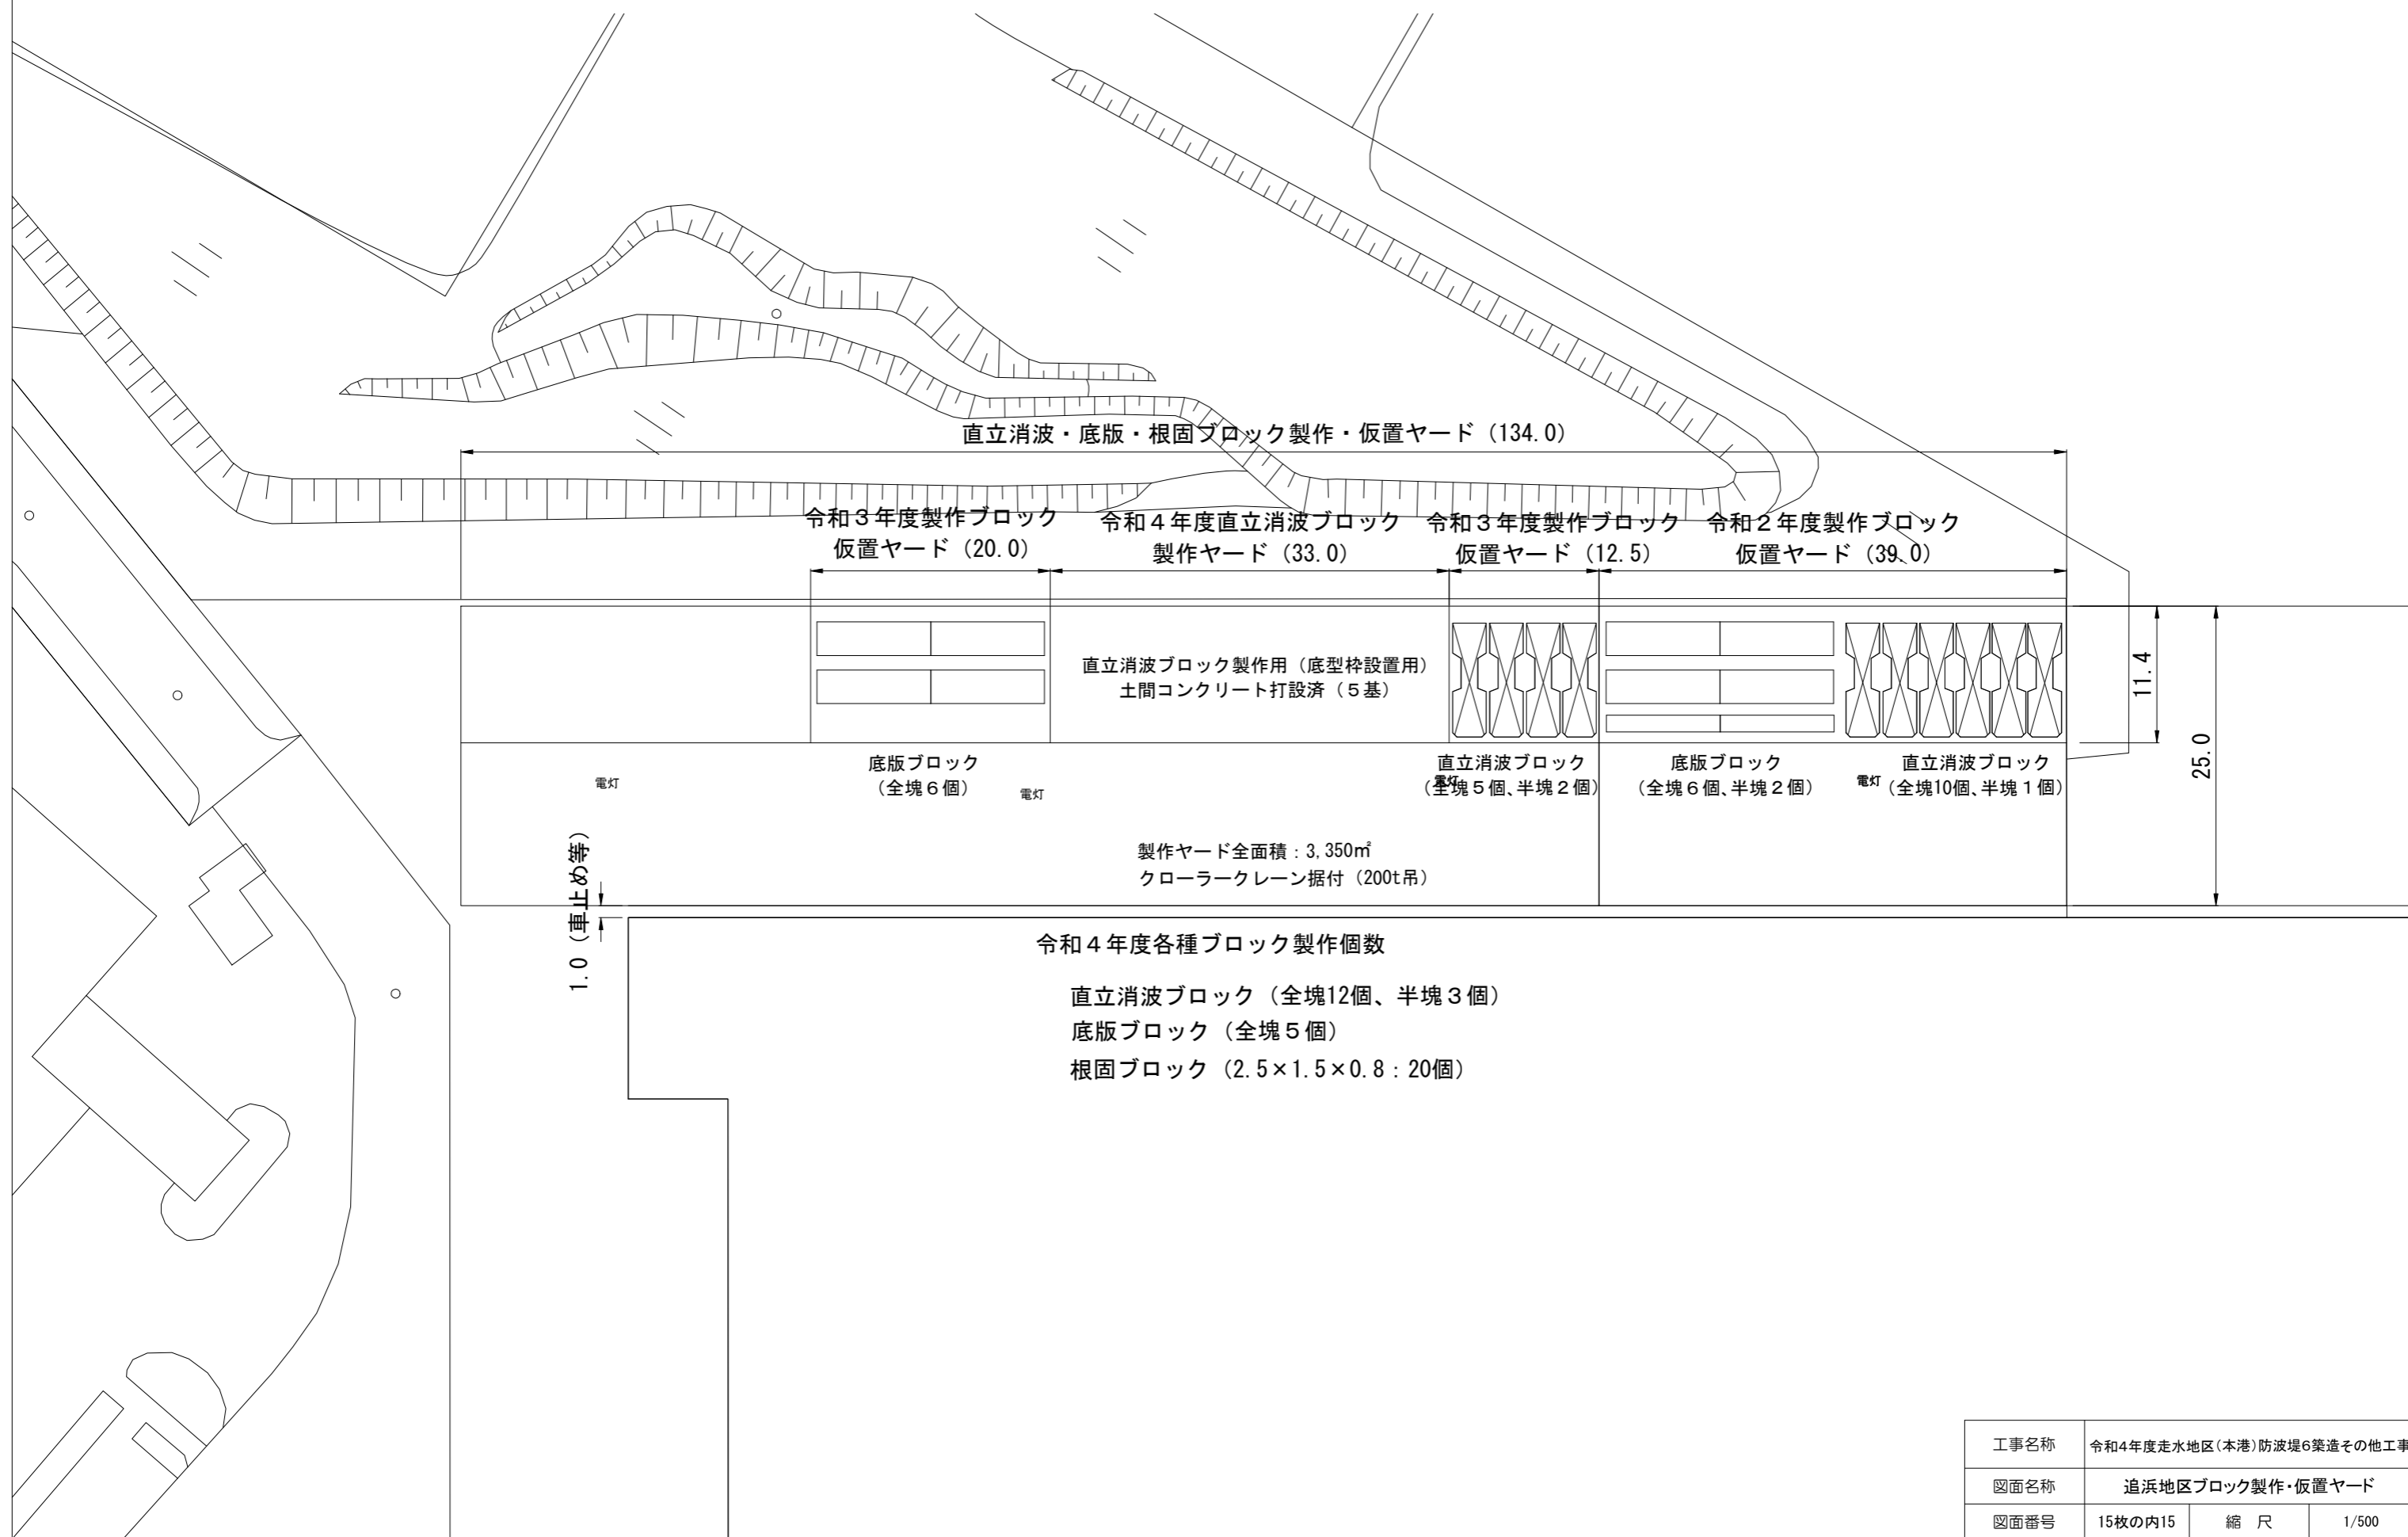 直立消波・底版・根固ブロック製作・仮置ヤード（134.0）
令和３年度製作ブロック
仮置ヤード（20.0）
令和４年度直立消波ブロック
製作ヤード（33.0）
令和３年度製作ブロック
仮置ヤード（12.5）
令和２年度製作ブロック
仮置ヤード（39.0）
直立消波ブロック製作用（底型枠設置用）
土間コンクリート打設済（５基）
11.4
25.0
底版ブロック
（全塊６個）
直立消波ブロック
（全塊５個、半塊２個）
底版ブロック
（全塊６個、半塊２個）
直立消波ブロック
（全塊10個、半塊１個）
電灯
電灯
電灯
電灯
製作ヤード全面積：3,350㎡
クローラークレーン据付（200t吊）
1.0（車止め等）
令和４年度各種ブロック製作個数
直立消波ブロック（全塊12個、半塊３個）
底版ブロック（全塊５個）
根固ブロック（2.5×1.5×0.8：20個）
工事名称 令和4年度走水地区(本港)防波堤6築造その他工事
図面名称 追浜地区ブロック製作・仮置ヤード
図面番号 15枚の内15 縮 尺 1/500